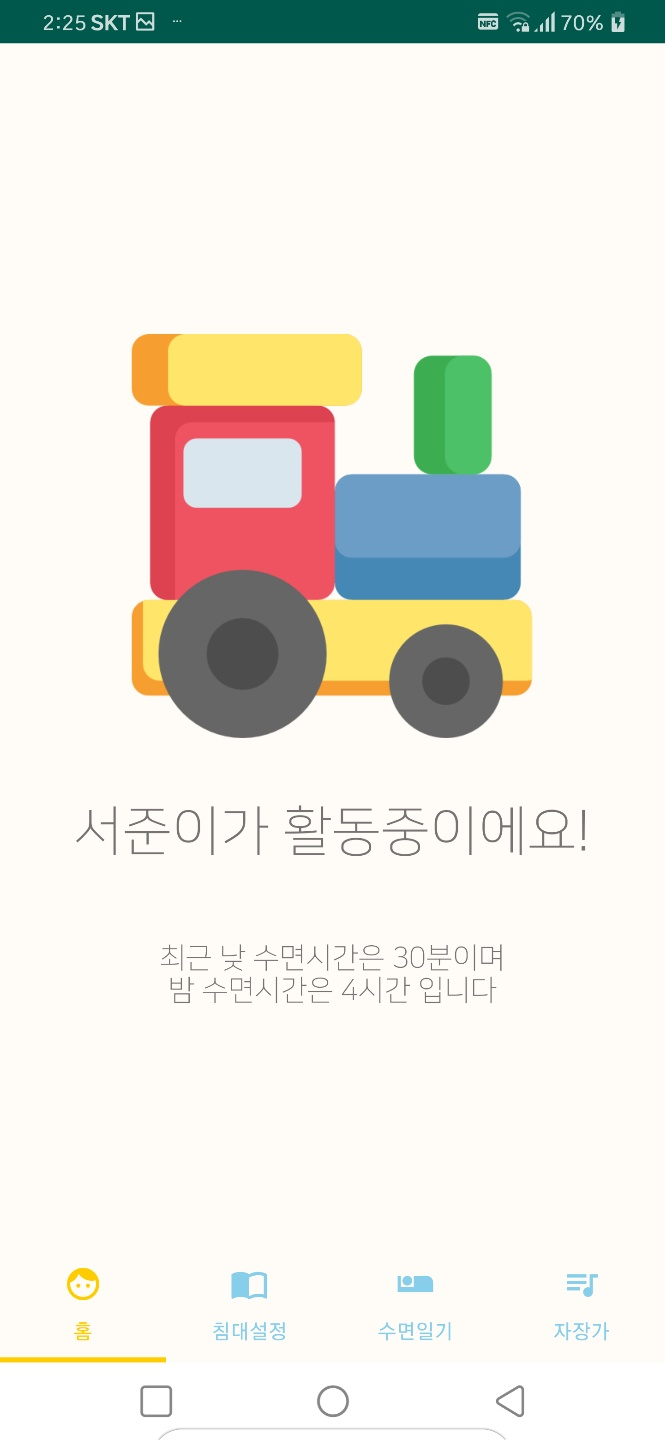 2:25 SKT ...
NFC 70%
서준이가 활동중이에요!
최근 낮 수면시간은 30분이며
밤 수면시간은 4시간 입니다
홈 침대설정 수면일기 자장가